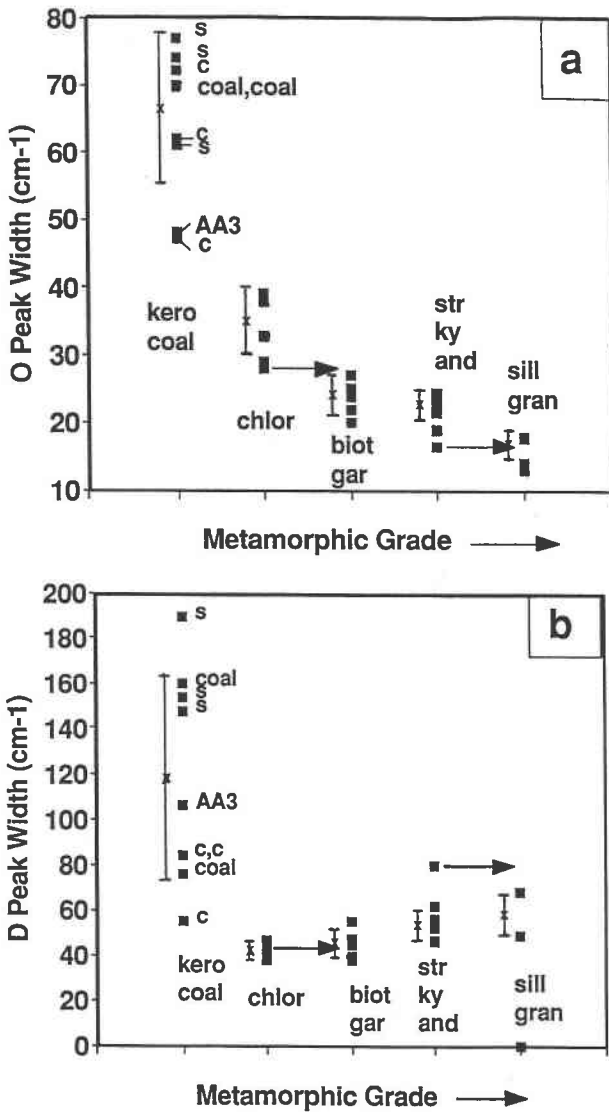 80
70
60
50
40
30
20
10
O Peak Width (cm-1)
a
s
s
c
coal,coal
c
s
AA3
c
kero
coal
chlor
biot
gar
str
ky
and
sill
gran
Metamorphic Grade
200
180
160
140
120
100
80
60
40
20
0
D Peak Width (cm-1)
b
s
coal
s
s
AA3
c,c
coal
c
kero
coal
chlor
biot
gar
str
ky
and
sill
gran
Metamorphic Grade